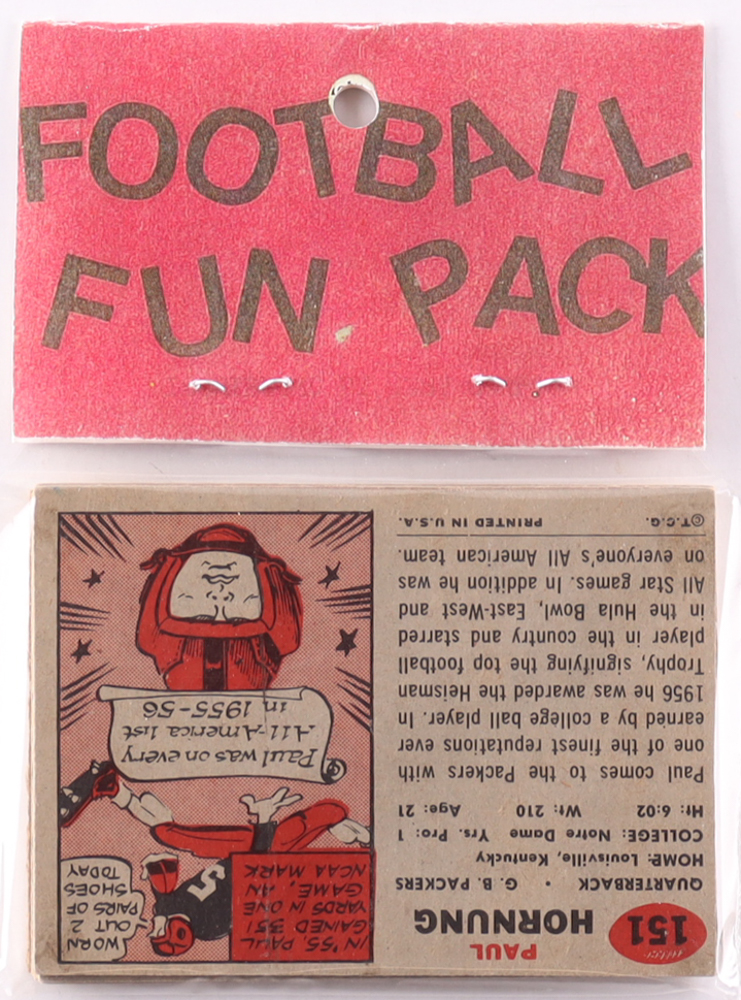 FOOTBALL
FUN PACK
151
PAUL
HORNUNG
QUARTERBACK • G. B. PACKERS
HOME: Louisville, Kentucky
COLLEGE: Notre Dame Yrs. Pro: 1
Ht: 6:02 Wt: 210 Age: 21
Paul comes to the Packers with
one of the finest reputations ever
earned by a college ball player. In
1956 he was awarded the Heisman
Trophy, signifying the top football
player in the country and starred
in the Hula Bowl, East-West and
All Star games. In addition he was
on everyone's All American team.
©T.C.G. PRINTED IN U.S.A.
WORN
OUT 2
PAIRS OF
SHOES
TODAY
5
IN '55, PAUL
GAINED 351
YARDS IN ONE
GAME, AN
NCAA MARK
Paul was on every
All-America list
in 1955-56